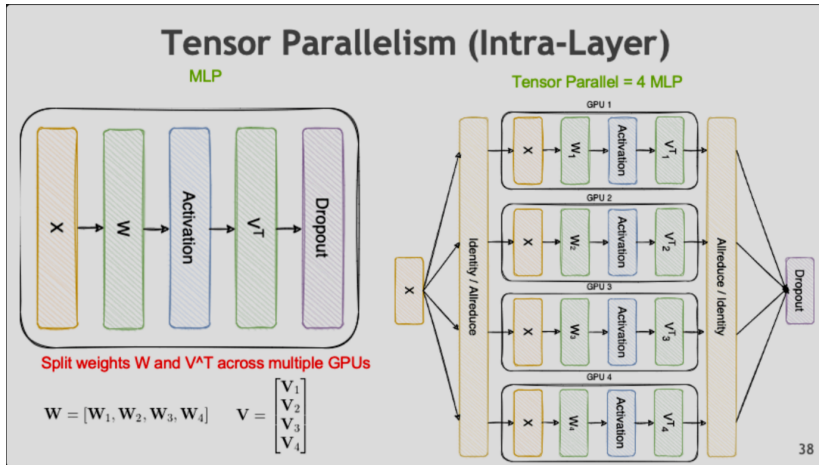 Tensor Parallelism (Intra-Layer)
MLP
X
W
Activation
V^T
Dropout
Split weights W and V^T across multiple GPUs
W = [W₁, W₂, W₃, W₄]
V = [V₁
V₂
V₃
V₄]
Tensor Parallel = 4 MLP
X
Identity / Allreduce
GPU 1
X
W₁
Activation
V^T₁
GPU 2
X
W₂
Activation
V^T₂
GPU 3
X
W₃
Activation
V^T₃
GPU 4
X
W₄
Activation
V^T₄
Allreduce / Identity
Dropout
38